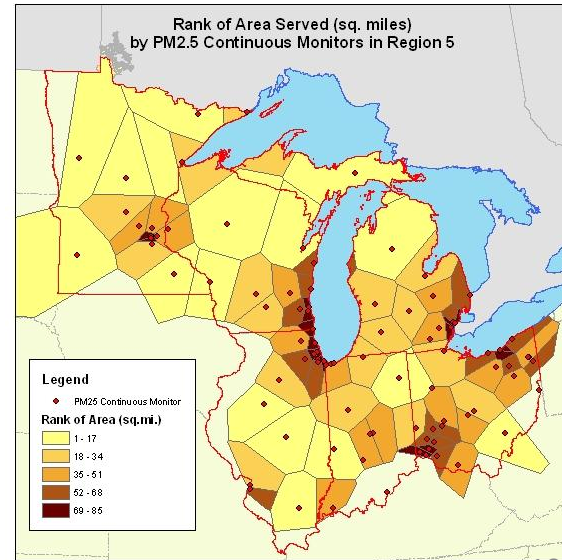 Rank of Area Served (sq. miles)
by PM2.5 Continuous Monitors in Region 5
Legend
PM25 Continuous Monitor
Rank of Area (sq.mi.)
1 - 17
18 - 34
35 - 51
52 - 68
69 - 85